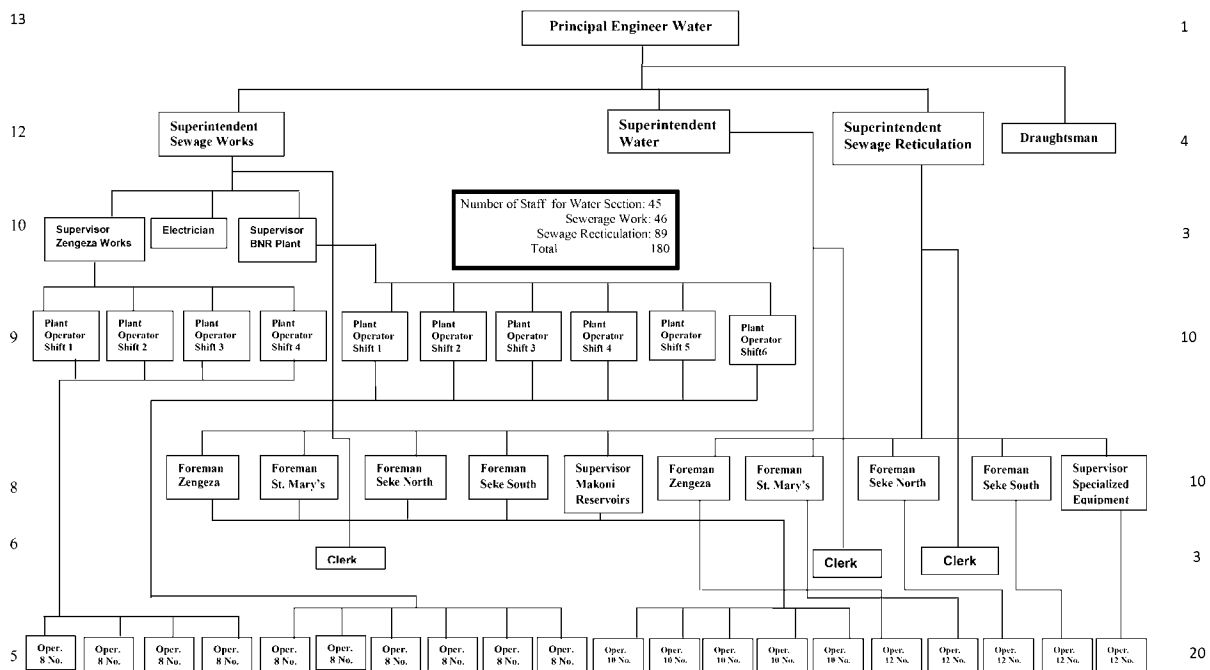 13
Principal Engineer Water
1
12
Superintendent
Sewage Works
Superintendent
Water
Superintendent
Sewage Reticulation
Draughtsman
4
10
Supervisor
Zengeza Works
Electrician
Supervisor
BNR Plant
Number of Staff for Water Section: 45
Sewerage Work: 46
Sewage Recticulation: 89
Total 180
3
9
Plant
Operator
Shift 1
Plant
Operator
Shift 2
Plant
Operator
Shift 3
Plant
Operator
Shift 4
Plant
Operator
Shift 1
Plant
Operator
Shift 2
Plant
Operator
Shift 3
Plant
Operator
Shift 4
Plant
Operator
Shift 5
Plant
Operator
Shift6
10
8
Foreman
Zengeza
Foreman
St. Mary's
Foreman
Seke North
Foreman
Seke South
Supervisor
Makoni
Reservoirs
Foreman
Zengeza
Foreman
St. Mary's
Foreman
Seke North
Foreman
Seke South
Supervisor
Specialized
Equipment
10
6
Clerk
Clerk
Clerk
3
5
Oper.
8 No.
Oper.
8 No.
Oper.
8 No.
Oper.
8 No.
Oper.
8 No.
Oper.
8 No.
Oper.
8 No.
Oper.
8 No.
Oper.
8 No.
Oper.
8 No.
Oper.
10 No.
Oper.
10 No.
Oper.
10 No.
Oper.
10 No.
Oper.
10 No.
Oper.
12 No.
Oper.
12 No.
Oper.
12 No.
Oper.
12 No.
Oper.
12 No.
20